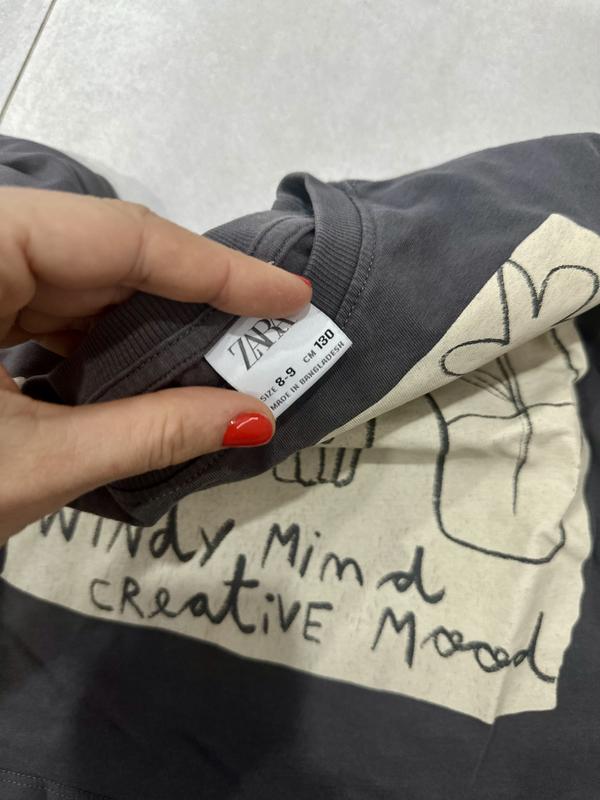 ZARA
SIZE 8-9 CM 130
MADE IN BANGLADESH
WINdy Mind
CReatiVE Mood